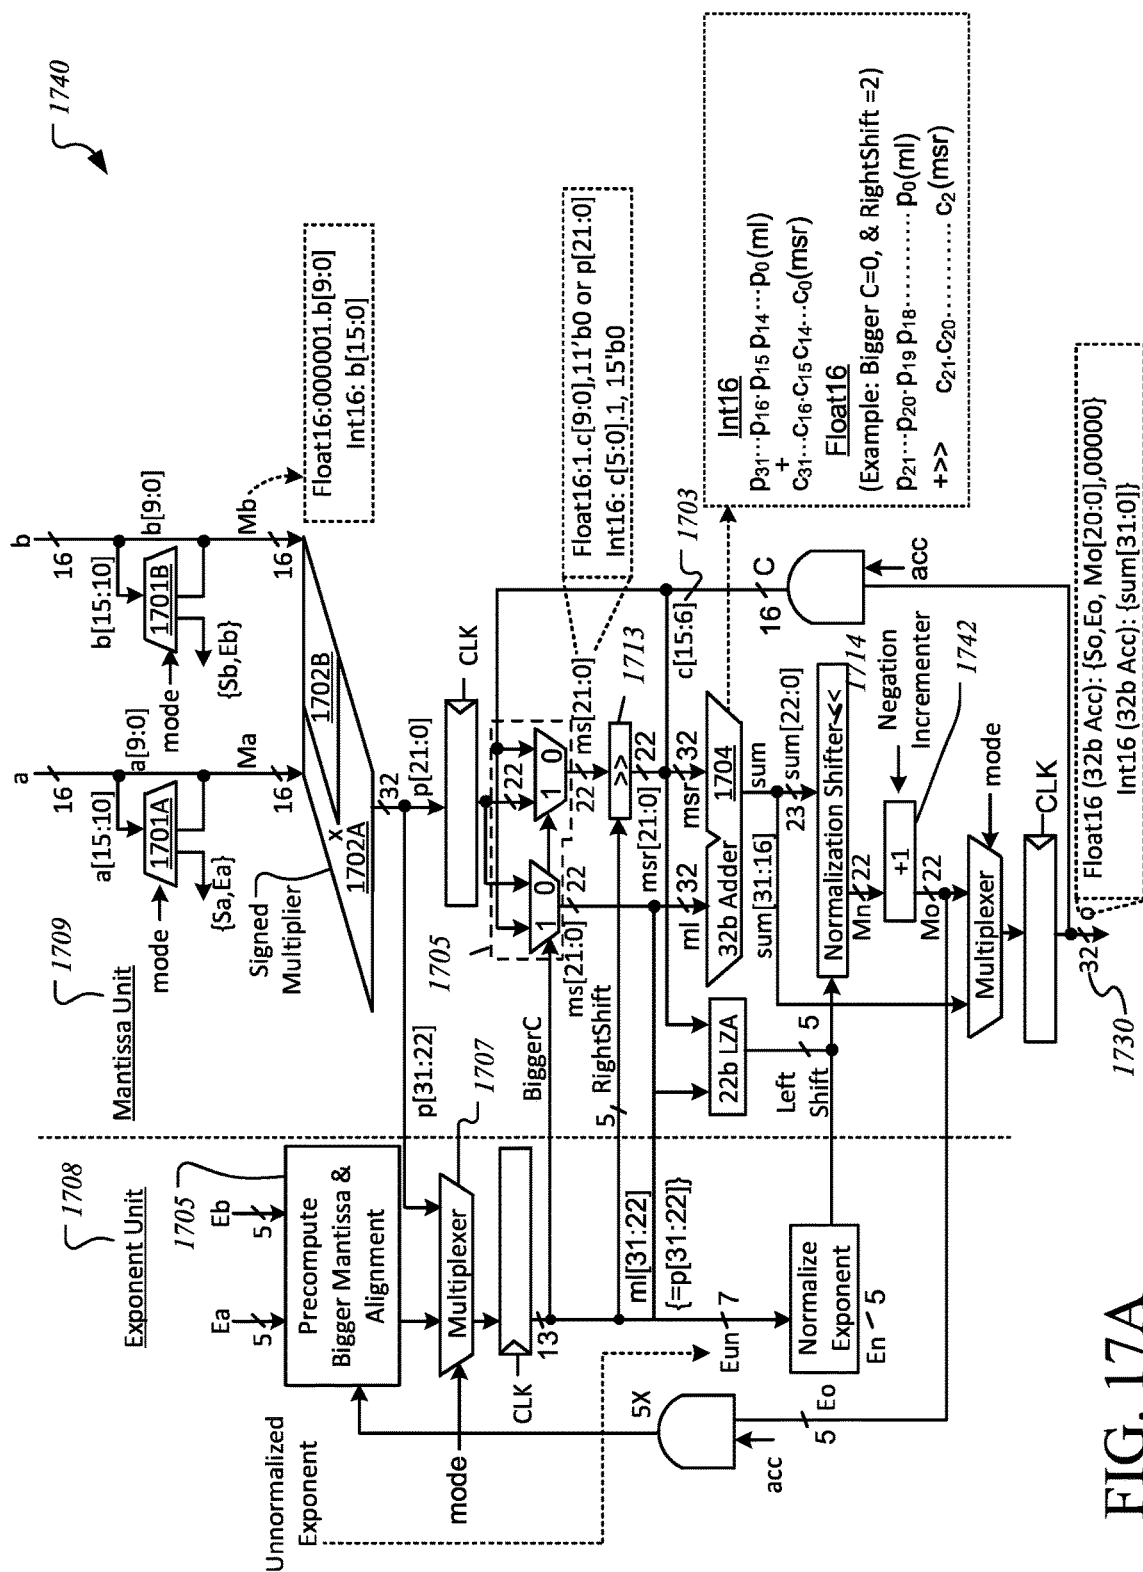 1740
1709
Mantissa Unit
a
16
a[15:10]
a[9:0]
1701A
mode
{Sa,Ea}
Ma
16
b
16
b[15:10]
b[9:0]
1701B
mode
{Sb,Eb}
Mb
16
Float16:000001.b[9:0]
Int16: b[15:0]
Signed
Multiplier
x
1702A
1702B
32
p[31:22]
p[21:0]
CLK
1705
22
1 0
1 0
22
22
ms[21:0]
ms[21:0]
Float16:1.c[9:0],11'b0 or p[21:0]
Int16: c[5:0].1, 15'b0
BiggerC
RightShift
5
>>
1713
22
msr[21:0]
c[15:6]
1703
16
C
acc
ml
32
msr
32
32b Adder
1704
22b LZA
Left
Shift
5
sum[31:16]
sum
23
sum[22:0]
Normalization Shifter<<
1714
Mn
22
+1
Negation
Incrementer
1742
Mo
22
Multiplexer
mode
CLK
32
o
1730
Int16
p31...p16.p15 p14...p0(ml)
+
c31...c16.c15c14...c0(msr)
Float16
(Example: Bigger C=0, & RightShift =2)
p21...p20.p19 p18...........p0(ml)
+>> c21.c20.........c2(msr)
Float16 (32b Acc): {So,Eo, Mo[20:0],00000}
Int16 (32b Acc): {sum[31:0]}
1708
Exponent Unit
1705
Ea
5
Eb
5
Precompute
Bigger Mantissa &
Alignment
1707
Multiplexer
mode
CLK
13
ml[31:22]
{=p[31:22]}
Unnormalized
Exponent
Eun
7
Normalize
Exponent
En
5
5X
acc
5
Eo
FIG. 17A